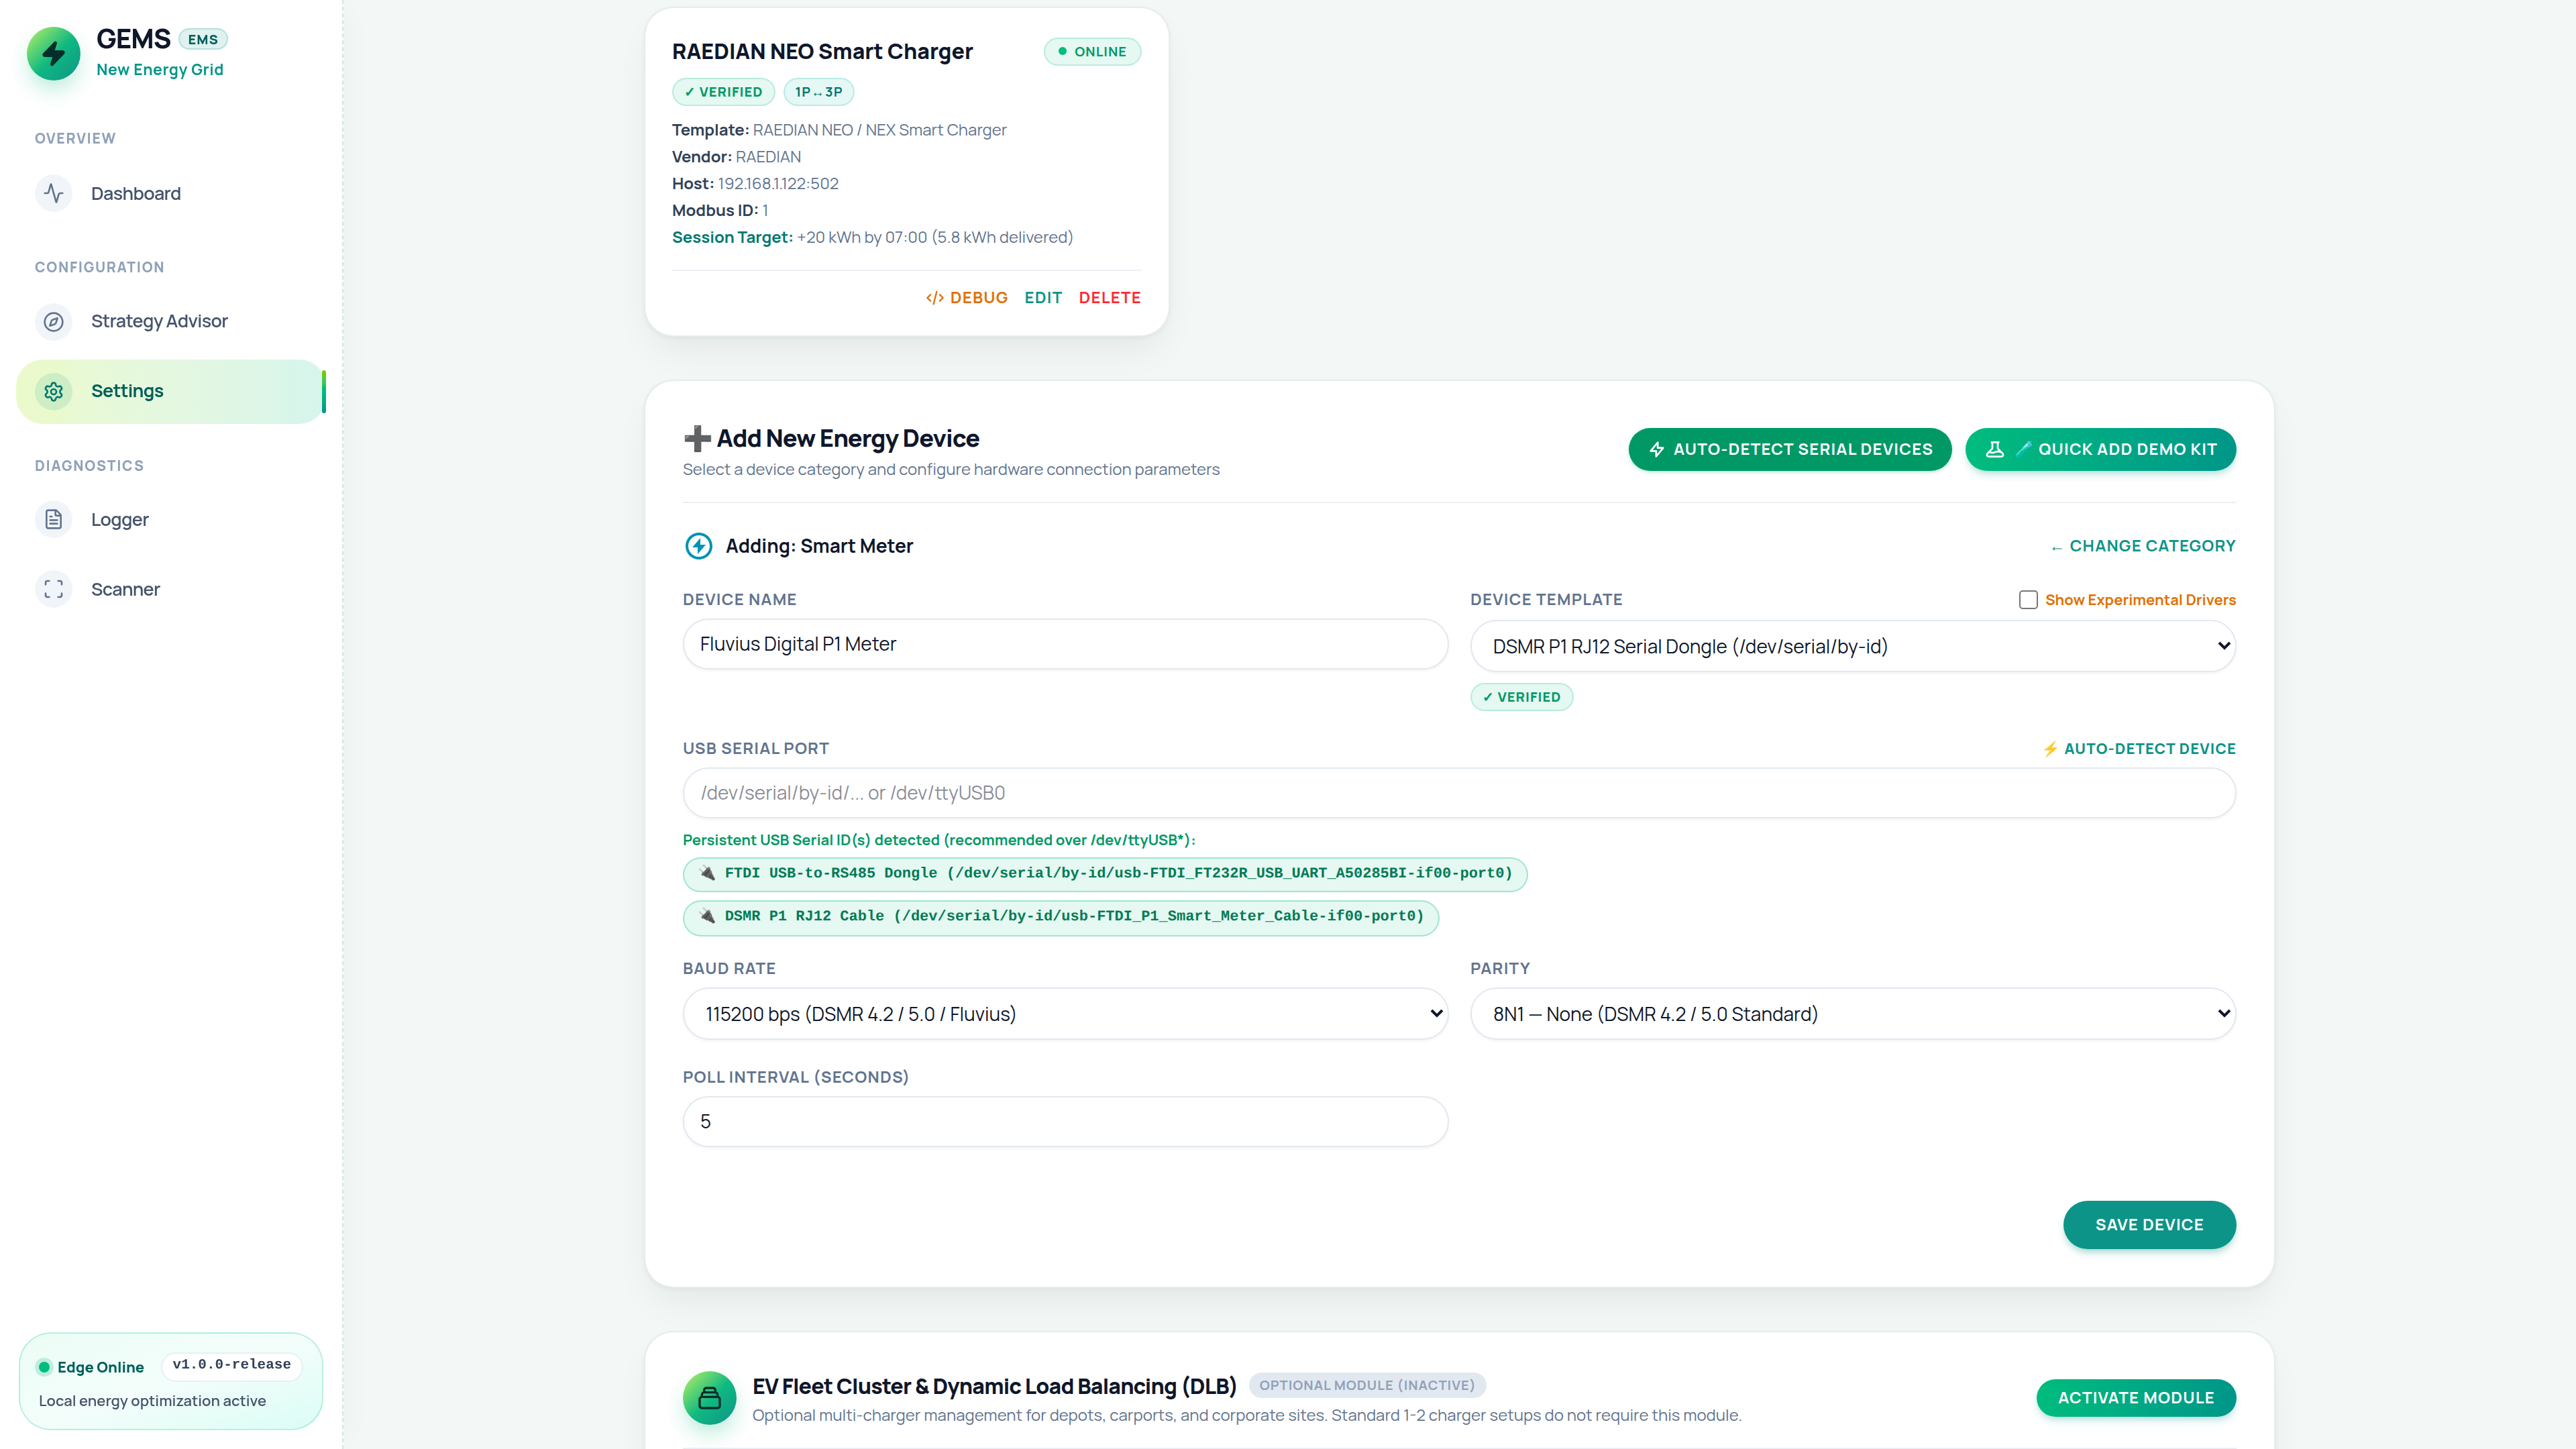 GEMS EMS
New Energy Grid
OVERVIEW
Dashboard
CONFIGURATION
Strategy Advisor
Settings
DIAGNOSTICS
Logger
Scanner
Edge Online v1.0.0-release
Local energy optimization active
RAEDIAN NEO Smart Charger ONLINE
✓ VERIFIED 1P↔3P
Template: RAEDIAN NEO / NEX Smart Charger
Vendor: RAEDIAN
Host: 192.168.1.122:502
Modbus ID: 1
Session Target: +20 kWh by 07:00 (5.8 kWh delivered)
</> DEBUG EDIT DELETE
➕ Add New Energy Device
Select a device category and configure hardware connection parameters
AUTO-DETECT SERIAL DEVICES 🧪 QUICK ADD DEMO KIT
Adding: Smart Meter ← CHANGE CATEGORY
DEVICE NAME
Fluvius Digital P1 Meter
DEVICE TEMPLATE Show Experimental Drivers
DSMR P1 RJ12 Serial Dongle (/dev/serial/by-id)
✓ VERIFIED
USB SERIAL PORT ⚡ AUTO-DETECT DEVICE
/dev/serial/by-id/... or /dev/ttyUSB0
Persistent USB Serial ID(s) detected (recommended over /dev/ttyUSB*):
🔌 FTDI USB-to-RS485 Dongle (/dev/serial/by-id/usb-FTDI_FT232R_USB_UART_A50285BI-if00-port0)
🔌 DSMR P1 RJ12 Cable (/dev/serial/by-id/usb-FTDI_P1_Smart_Meter_Cable-if00-port0)
BAUD RATE
115200 bps (DSMR 4.2 / 5.0 / Fluvius)
PARITY
8N1 — None (DSMR 4.2 / 5.0 Standard)
POLL INTERVAL (SECONDS)
5
SAVE DEVICE
EV Fleet Cluster & Dynamic Load Balancing (DLB) OPTIONAL MODULE (INACTIVE)
Optional multi-charger management for depots, carports, and corporate sites. Standard 1-2 charger setups do not require this module.
ACTIVATE MODULE